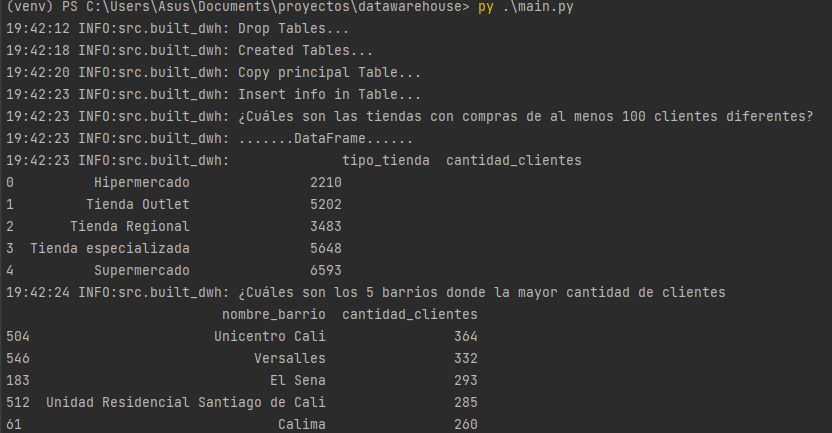 (venv) PS C:\Users\Asus\Documents\proyectos\datawarehouse> py .\main.py
19:42:12 INFO:src.built_dwh: Drop Tables...
19:42:18 INFO:src.built_dwh: Created Tables...
19:42:20 INFO:src.built_dwh: Copy principal Table...
19:42:23 INFO:src.built_dwh: Insert info in Table...
19:42:23 INFO:src.built_dwh: ¿Cuáles son las tiendas con compras de al menos 100 clientes diferentes?
19:42:23 INFO:src.built_dwh: .......DataFrame......
19:42:23 INFO:src.built_dwh:              tipo_tienda  cantidad_clientes
0          Hipermercado               2210
1         Tienda Outlet               5202
2       Tienda Regional               3483
3  Tienda especializada               5648
4          Supermercado               6593
19:42:24 INFO:src.built_dwh: ¿Cuáles son los 5 barrios donde la mayor cantidad de clientes
                           nombre_barrio  cantidad_clientes
504                       Unicentro Cali                364
546                            Versalles                332
183                              El Sena                293
512  Unidad Residencial Santiago de Cali                285
61                                Calima                260